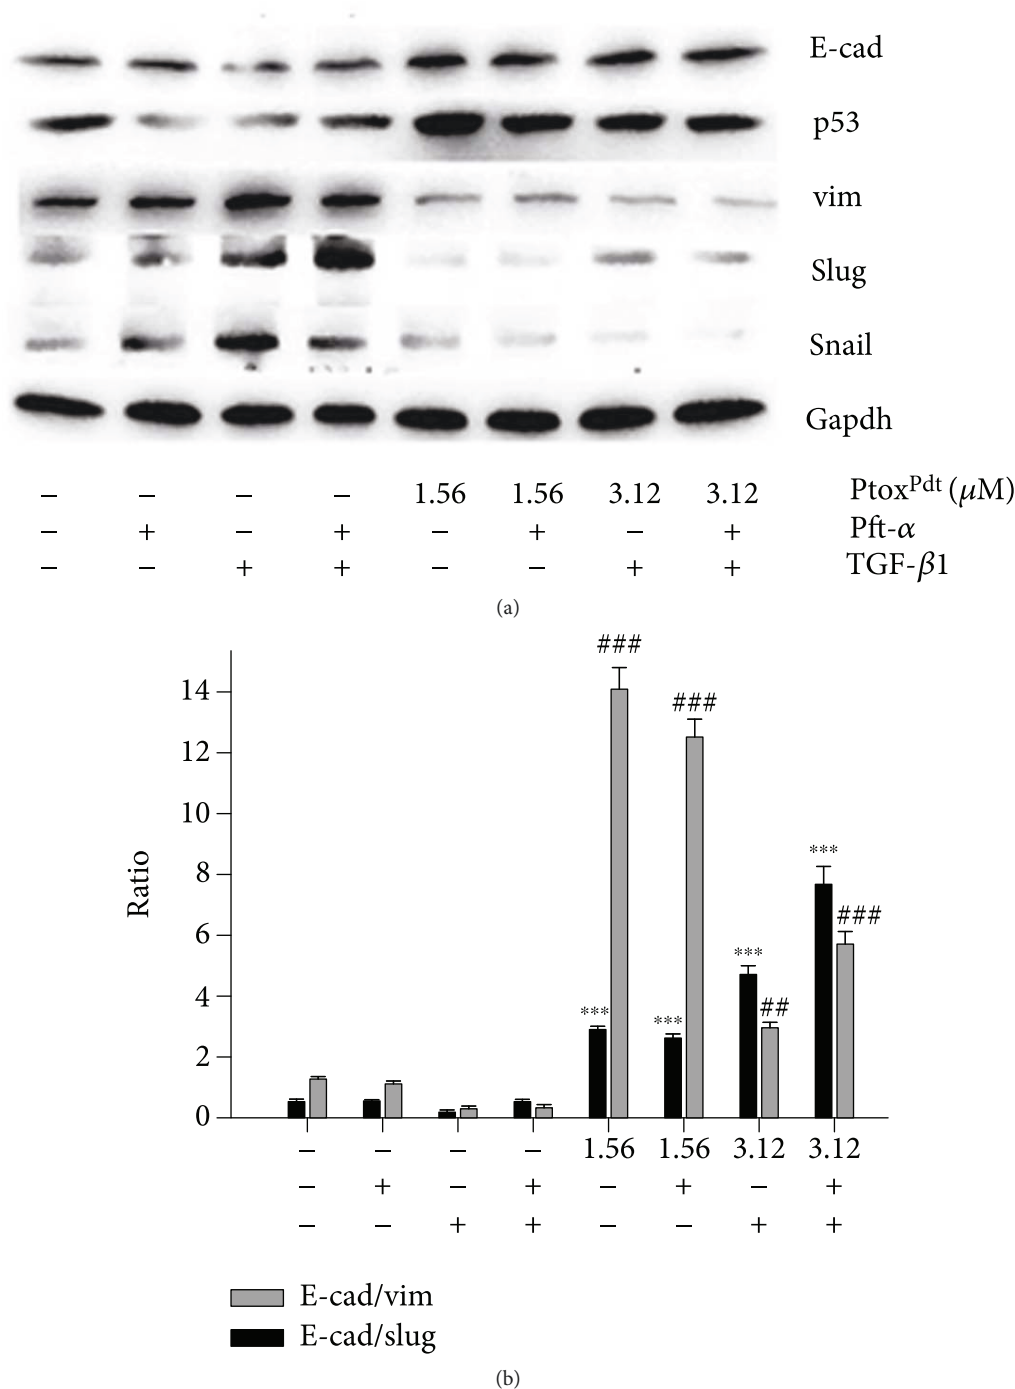 E-cad
p53
vim
Slug
Snail
Gapdh
– – – – 1.56 1.56 3.12 3.12 Ptox^Pdt (μM)
– + – + – + – + Pft-α
– – + + – – + + TGF-β1
(a)
###
14
###
12
10
***
8
###
Ratio
6
***
##
4
***
***
2
0
– – – – 1.56 1.56 3.12 3.12
– + – + – + – +
– – + + – – + +
E-cad/vim
E-cad/slug
(b)